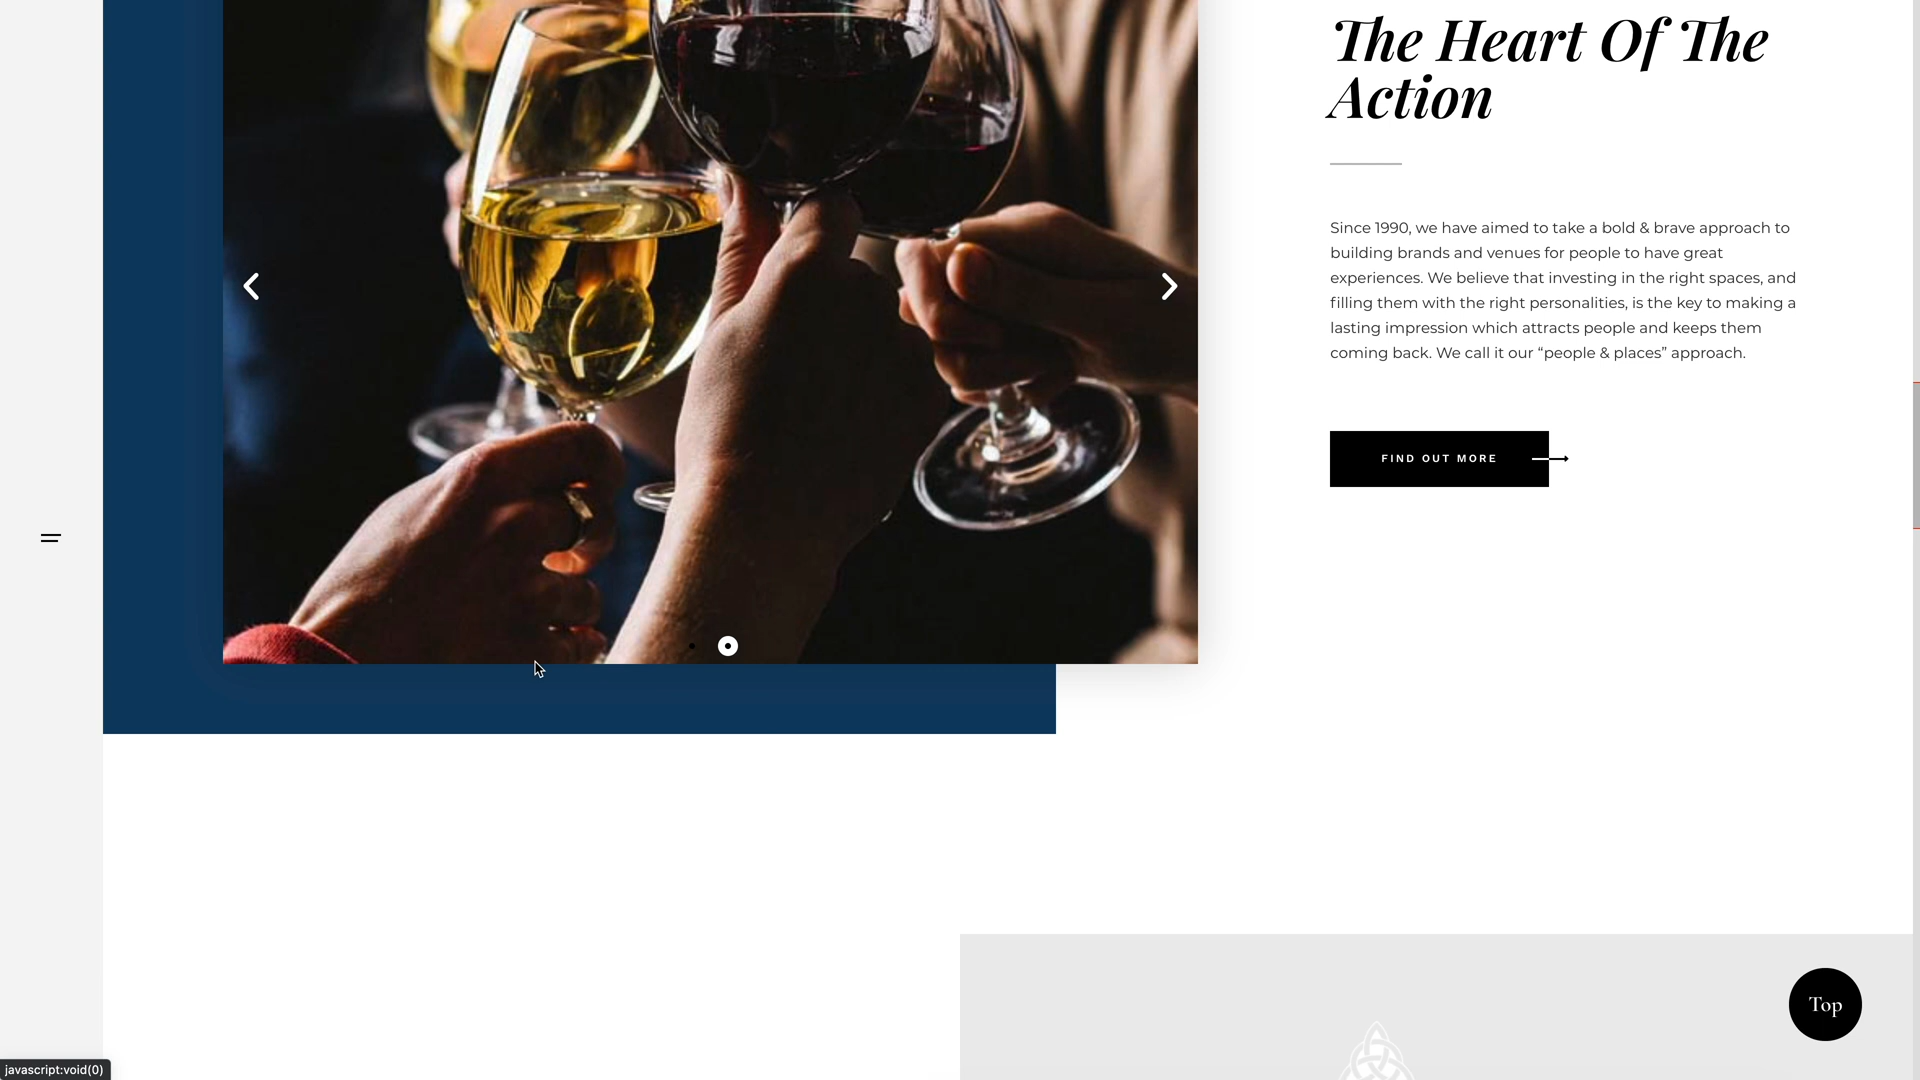 The Heart Of The
Action
Since 1990, we have aimed to take a bold & brave approach to
building brands and venues for people to have great
experiences. We believe that investing in the right spaces, and
filling them with the right personalities, is the key to making a
lasting impression which attracts people and keeps them
coming back. We call it our “people & places” approach.
FIND OUT MORE
Top
javascript:void(0)